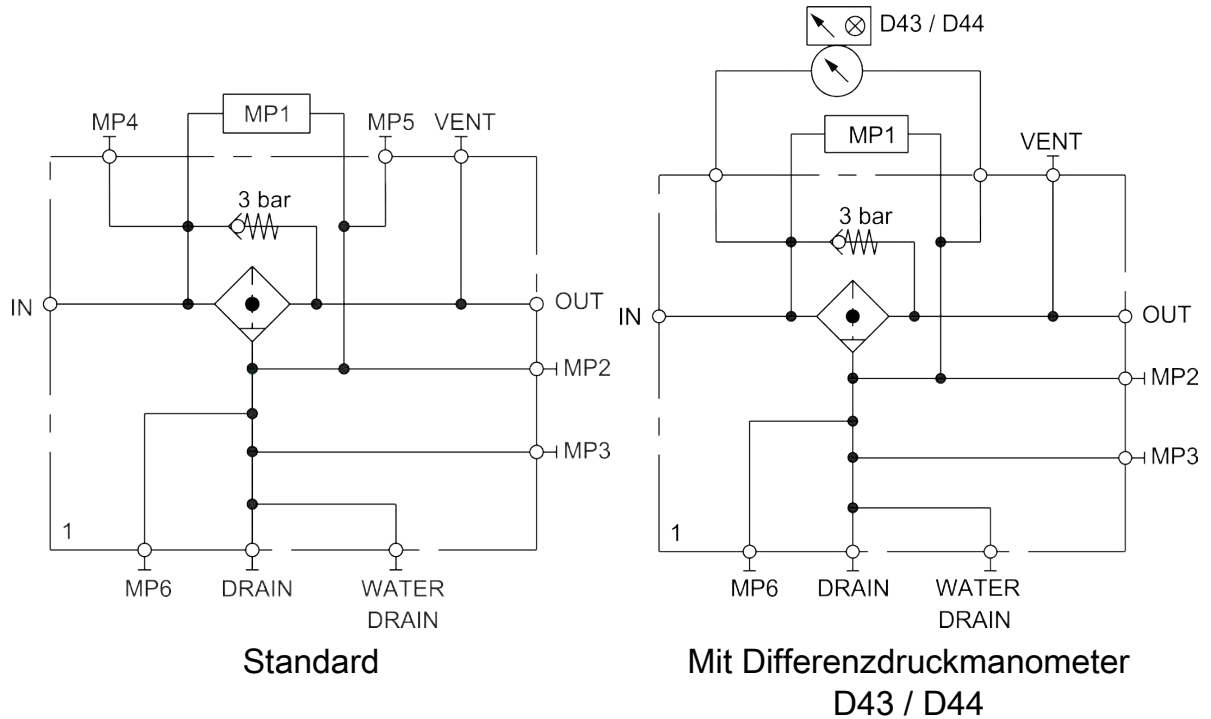 MP4
MP1
MP5
VENT
3 bar
IN
OUT
MP2
MP3
1
MP6
DRAIN
WATER
DRAIN
Standard
D43 / D44
MP1
VENT
3 bar
IN
OUT
MP2
MP3
1
MP6
DRAIN
WATER
DRAIN
Mit Differenzdruckmanometer
D43 / D44